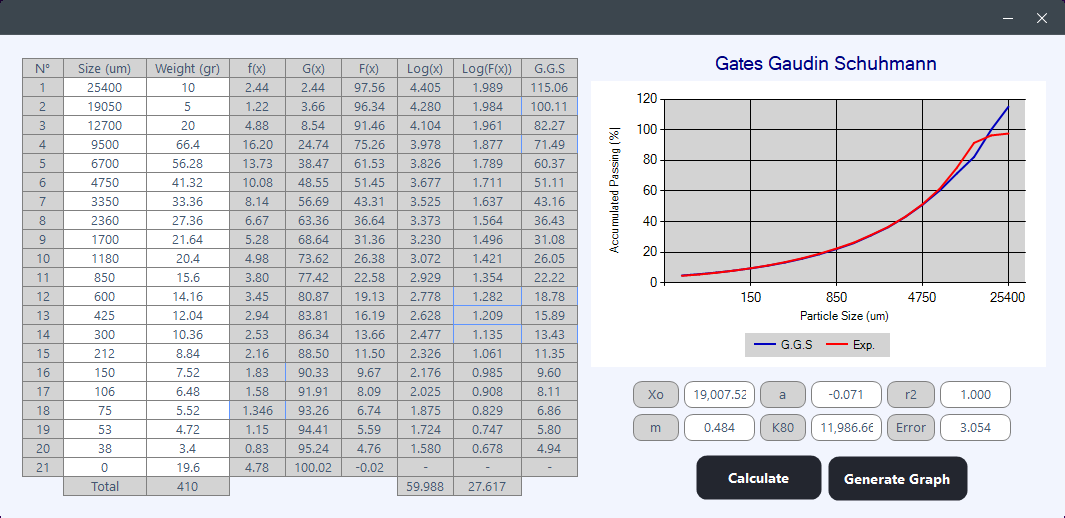 N° Size (um) Weight (gr) f(x) G(x) F(x) Log(x) Log(F(x)) G.G.S
1 25400 10 2.44 2.44 97.56 4.405 1.989 115.06
2 19050 5 1.22 3.66 96.34 4.280 1.984 100.11
3 12700 20 4.88 8.54 91.46 4.104 1.961 82.27
4 9500 66.4 16.20 24.74 75.26 3.978 1.877 71.49
5 6700 56.28 13.73 38.47 61.53 3.826 1.789 60.37
6 4750 41.32 10.08 48.55 51.45 3.677 1.711 51.11
7 3350 33.36 8.14 56.69 43.31 3.525 1.637 43.16
8 2360 27.36 6.67 63.36 36.64 3.373 1.564 36.43
9 1700 21.64 5.28 68.64 31.36 3.230 1.496 31.08
10 1180 20.4 4.98 73.62 26.38 3.072 1.421 26.05
11 850 15.6 3.80 77.42 22.58 2.929 1.354 22.22
12 600 14.16 3.45 80.87 19.13 2.778 1.282 18.78
13 425 12.04 2.94 83.81 16.19 2.628 1.209 15.89
14 300 10.36 2.53 86.34 13.66 2.477 1.135 13.43
15 212 8.84 2.16 88.50 11.50 2.326 1.061 11.35
16 150 7.52 1.83 90.33 9.67 2.176 0.985 9.60
17 106 6.48 1.58 91.91 8.09 2.025 0.908 8.11
18 75 5.52 1.346 93.26 6.74 1.875 0.829 6.86
19 53 4.72 1.15 94.41 5.59 1.724 0.747 5.80
20 38 3.4 0.83 95.24 4.76 1.580 0.678 4.94
21 0 19.6 4.78 100.02 -0.02 - - -
Total 410 59.988 27.617
Gates Gaudin Schuhmann
Accumulated Passing (%)
120
100
80
60
40
20
0
150 850 4750 25400
Particle Size (um)
G.G.S Exp.
Xo 19,007.52 a -0.071 r2 1.000
m 0.484 K80 11,986.66 Error 3.054
Calculate Generate Graph